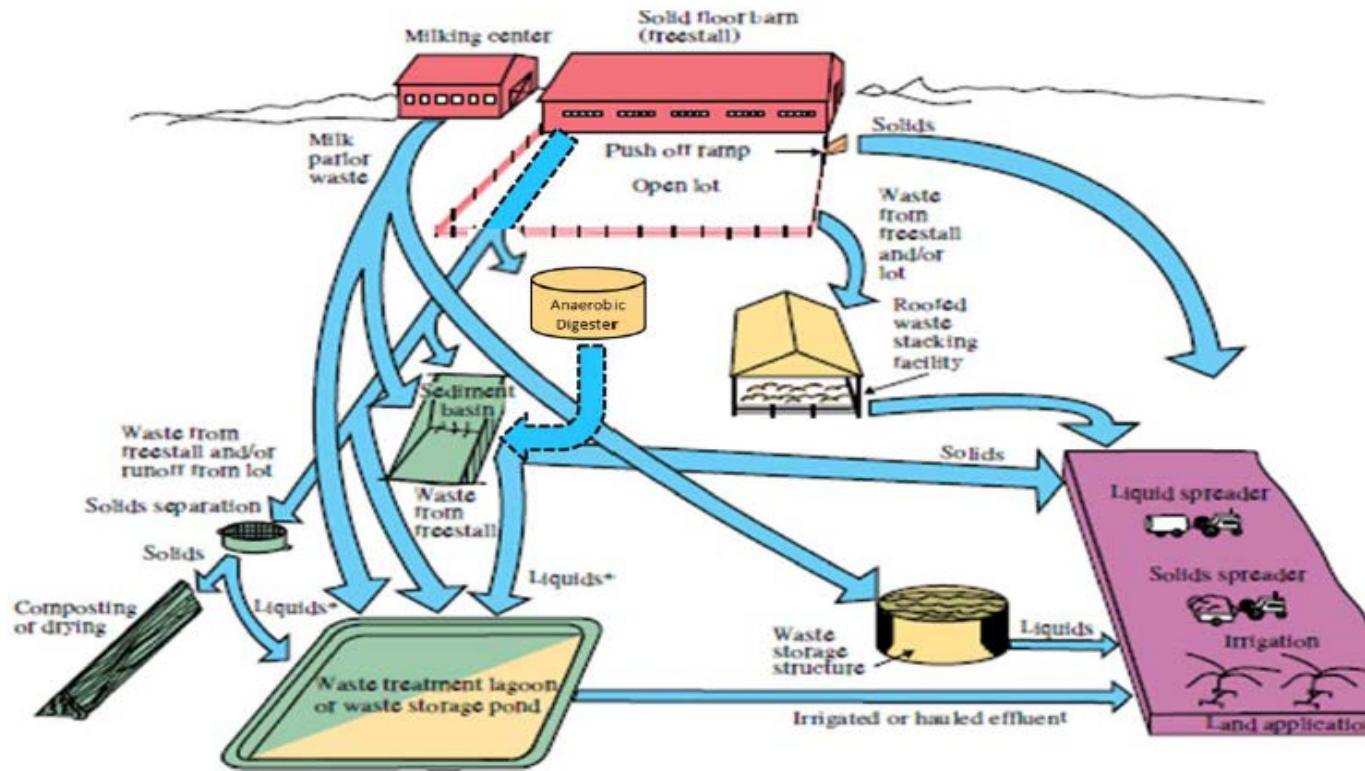 Solid floor barn
(freestall)
Milking center
Solids
Milk
parlor
waste
Push off ramp
Open lot
Waste
from
freestall
and/or
lot
Anaerobic
Digester
Roofed
waste
stacking
facility
Sediment
basin
Waste from
freestall and/or
runoff from lot
Solids
Waste
from
freestall
Liquid spreader
Solids separation
Solids
Liquids*
Solids spreader
Composting
or drying
Liquids*
Waste
storage
structure
Liquids
Irrigation
Waste treatment lagoon
or waste storage pond
Irrigated or hauled effluent
Land application